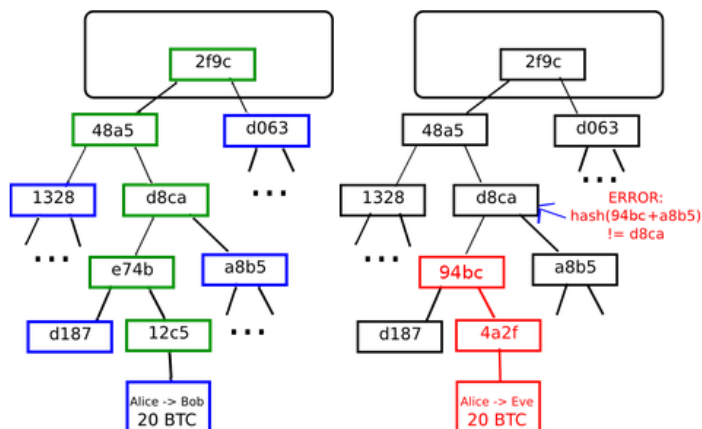 2f9c
48a5
d063
1328
d8ca
...
...
e74b
a8b5
d187
12c5
...
Alice -> Bob
20 BTC
2f9c
48a5
d063
...
1328
d8ca
ERROR:
hash(94bc+a8b5)
!= d8ca
...
94bc
a8b5
d187
4a2f
Alice -> Eve
20 BTC